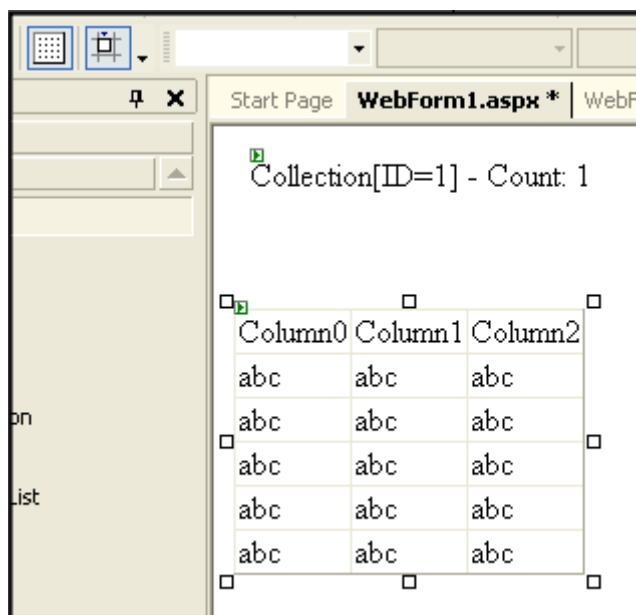 Start Page WebForm1.aspx * WebF
Collection[ID=1] - Count: 1
Column0 Column1 Column2
abc abc abc
abc abc abc
abc abc abc
abc abc abc
abc abc abc
on
List